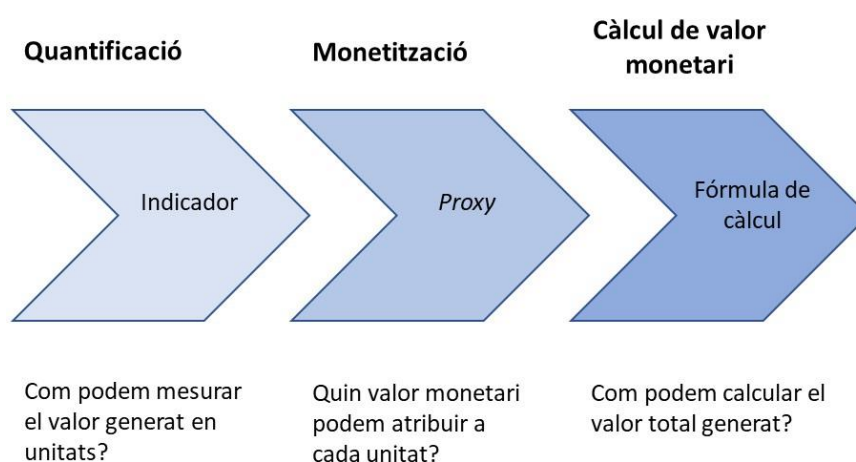 Quantificació
Monetització
Càlcul de valor
monetari
Indicador
Proxy
Fórmula de
càlcul
Com podem mesurar
el valor generat en
unitats?
Quin valor monetari
podem atribuir a
cada unitat?
Com podem calcular el
valor total generat?